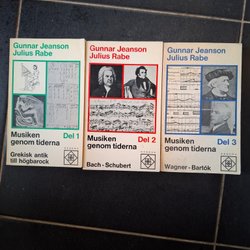 Gunnar Jeanson
Julius Rabe
Musiken
genom tiderna
Del 1
Grekisk antik
till högbarock
Gunnar Jeanson
Julius Rabe
Musiken
genom tiderna
Del 2
Bach - Schubert
Gunnar Jeanson
Julius Rabe
Musiken
genom tiderna
Del 3
Wagner - Bartók